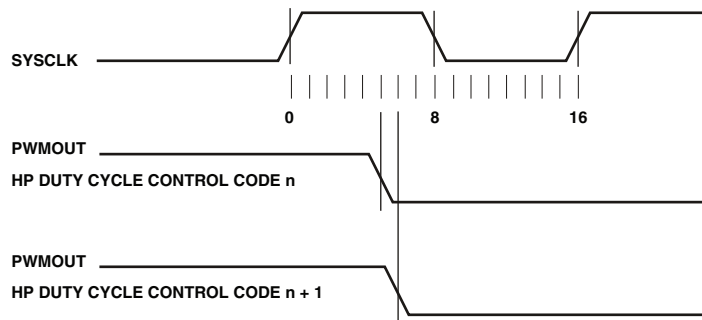 SYSCLK
0 8 16
PWMOUT
HP DUTY CYCLE CONTROL CODE n
PWMOUT
HP DUTY CYCLE CONTROL CODE n + 1